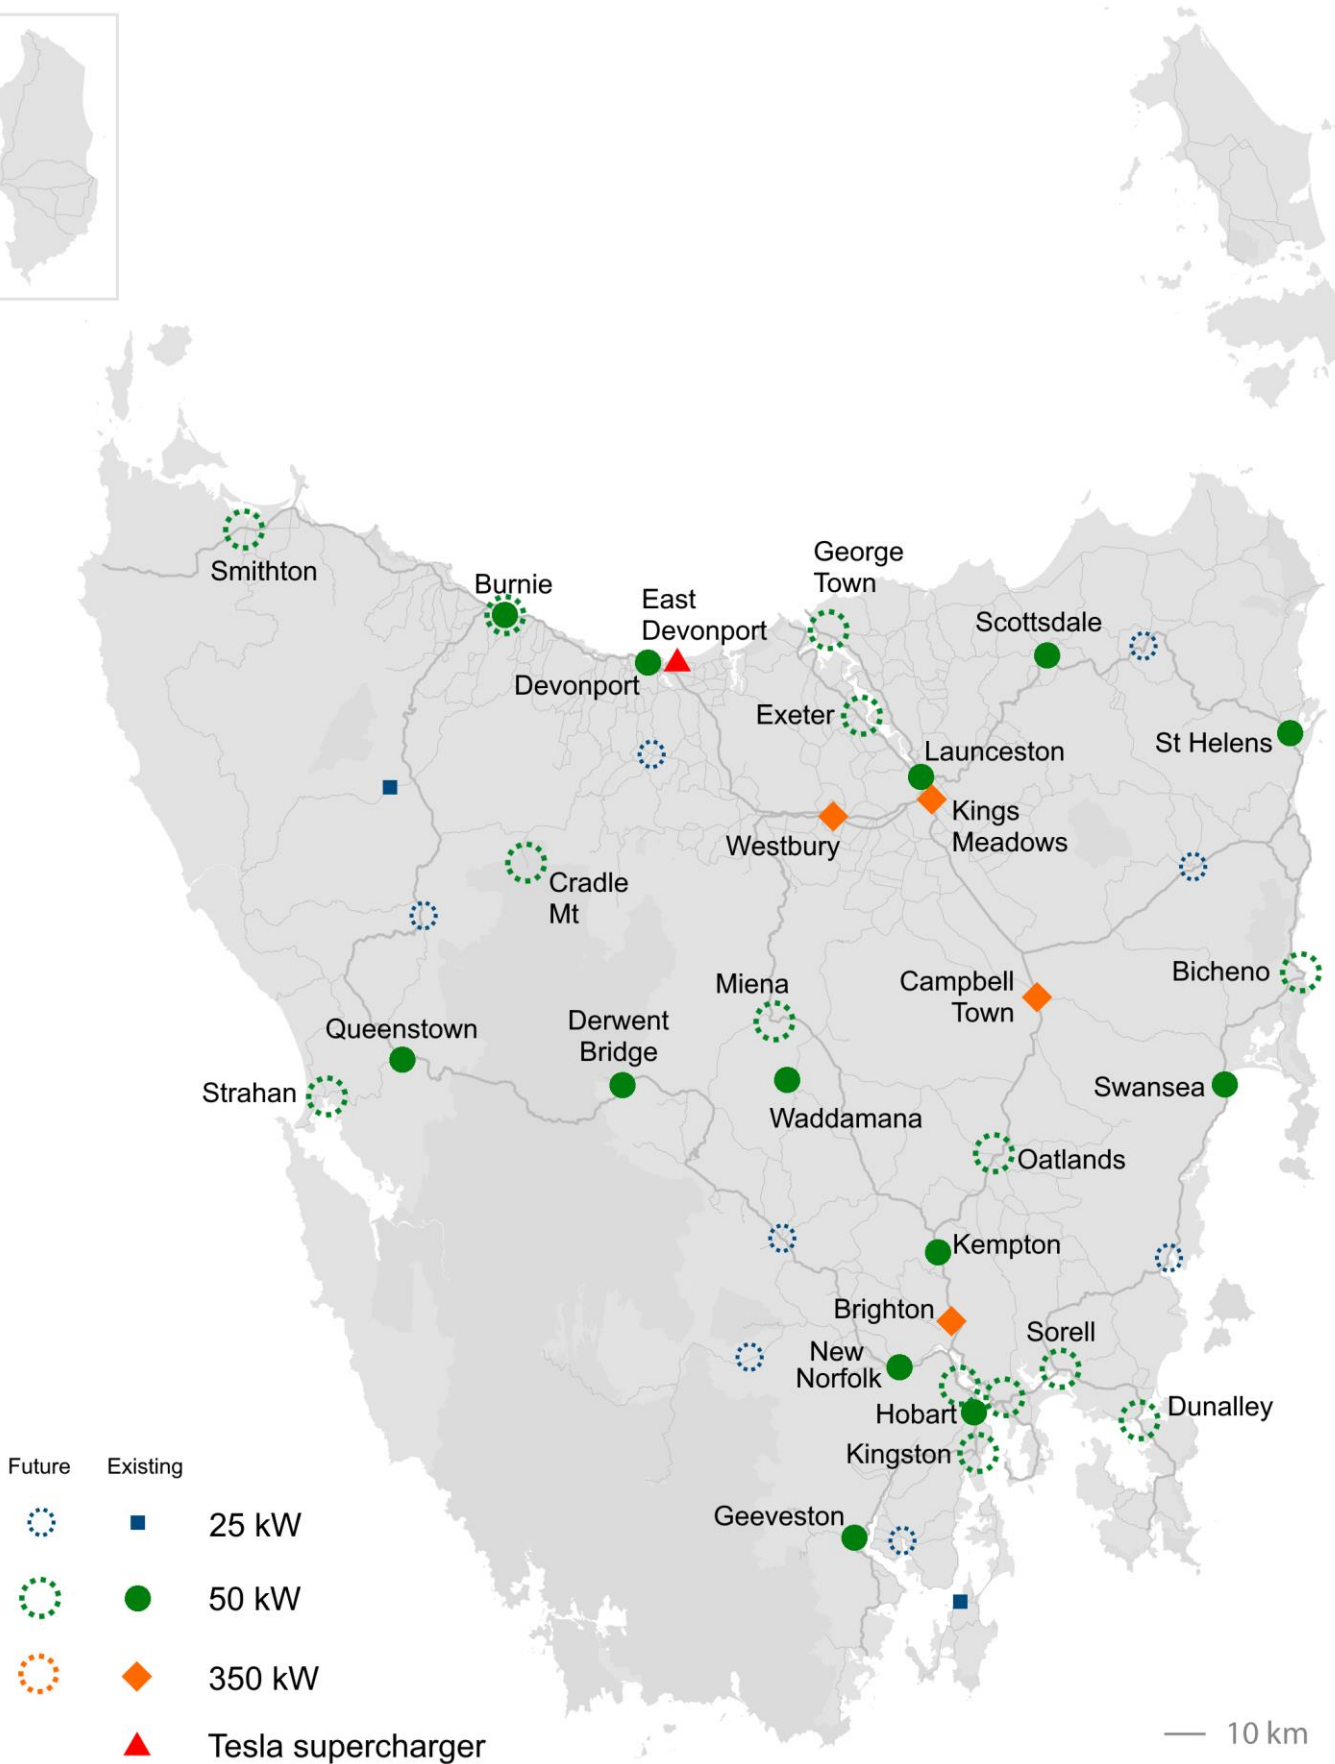 George
Town
Smithton
Burnie
East
Devonport
Scottsdale
Devonport
Exeter
St Helens
Launceston
Kings
Meadows
Westbury
Cradle
Mt
Bicheno
Miena
Campbell
Town
Queenstown
Derwent
Bridge
Strahan
Swansea
Waddamana
Oatlands
Kempton
Brighton
Sorell
New
Norfolk
Hobart
Dunalley
Kingston
Geeveston
Future Existing
25 kW
50 kW
350 kW
Tesla supercharger
10 km